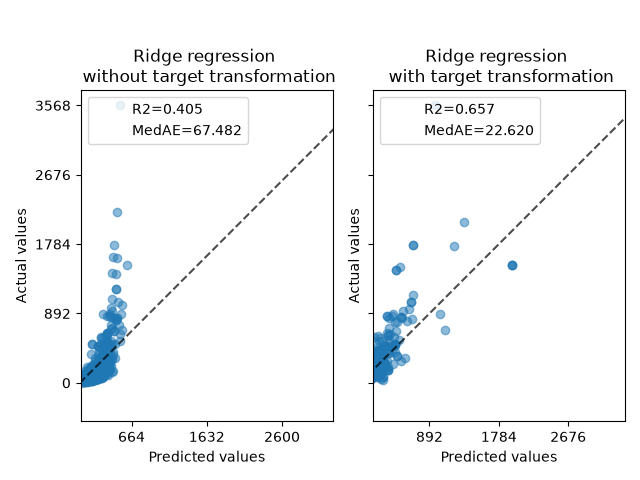 Ridge regression
without target transformation
R2=0.405
MedAE=67.482
3568
2676
1784
892
0
Actual values
664
1632
2600
Predicted values
Ridge regression
with target transformation
R2=0.657
MedAE=22.620
Actual values
892
1784
2676
Predicted values